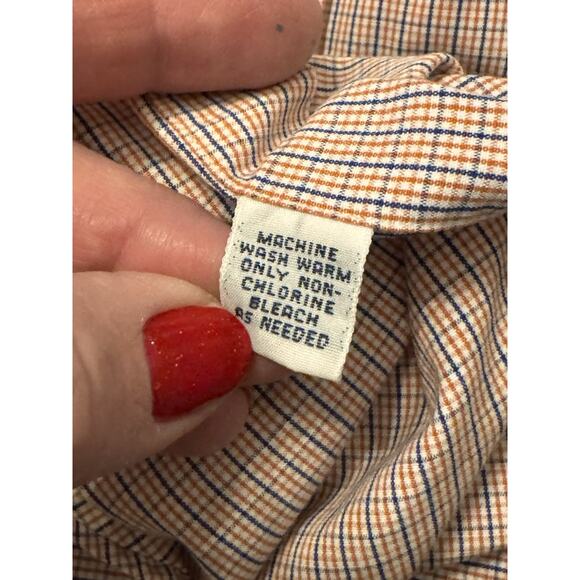 MACHINE
WASH WARM
ONLY NON-
CHLORINE
BLEACH
AS NEEDED